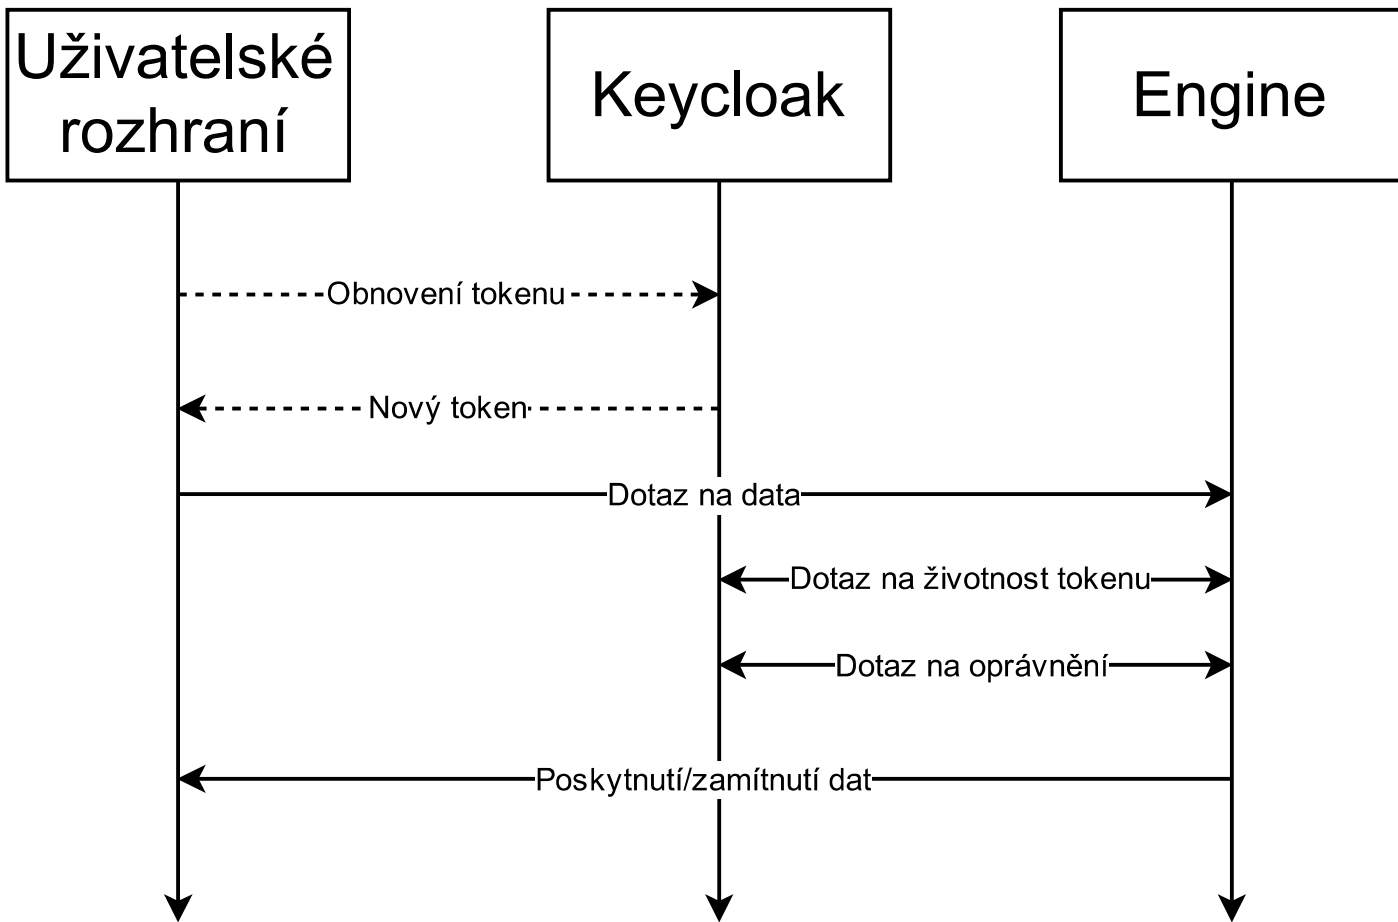 Uživatelské
rozhraní
Keycloak
Engine
Obnovení tokenu
Nový token
Dotaz na data
Dotaz na životnost tokenu
Dotaz na oprávnění
Poskytnutí/zamítnutí dat